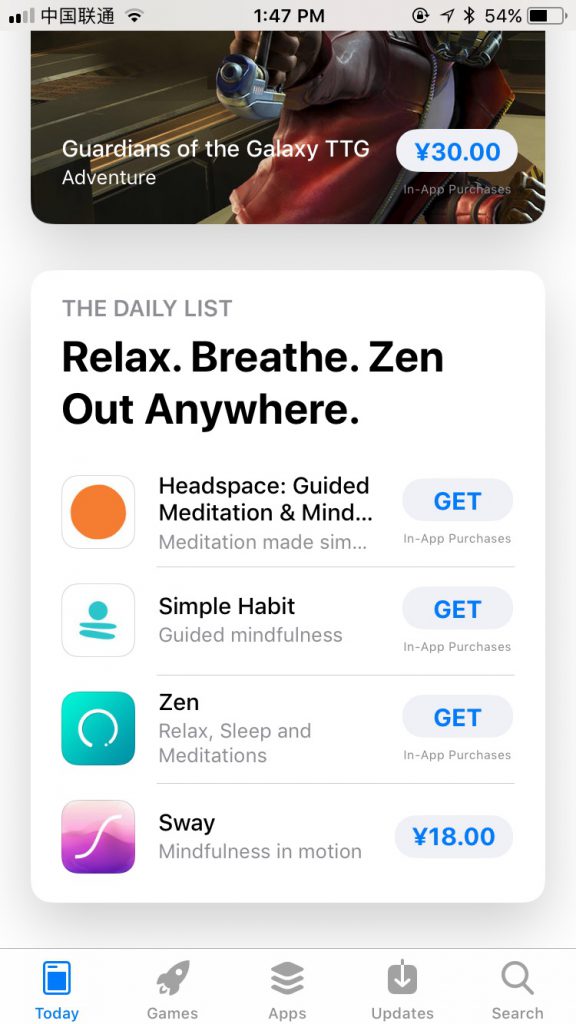 中国联通 1:47 PM 54%
Guardians of the Galaxy TTG
¥30.00
Adventure
In-App Purchases
THE DAILY LIST
Relax. Breathe. Zen
Out Anywhere.
Headspace: Guided
Meditation & Mind...
GET
Meditation made sim...
In-App Purchases
Simple Habit
GET
Guided mindfulness
In-App Purchases
Zen
GET
Relax, Sleep and
Meditations
In-App Purchases
Sway
¥18.00
Mindfulness in motion
Today Games Apps Updates Search